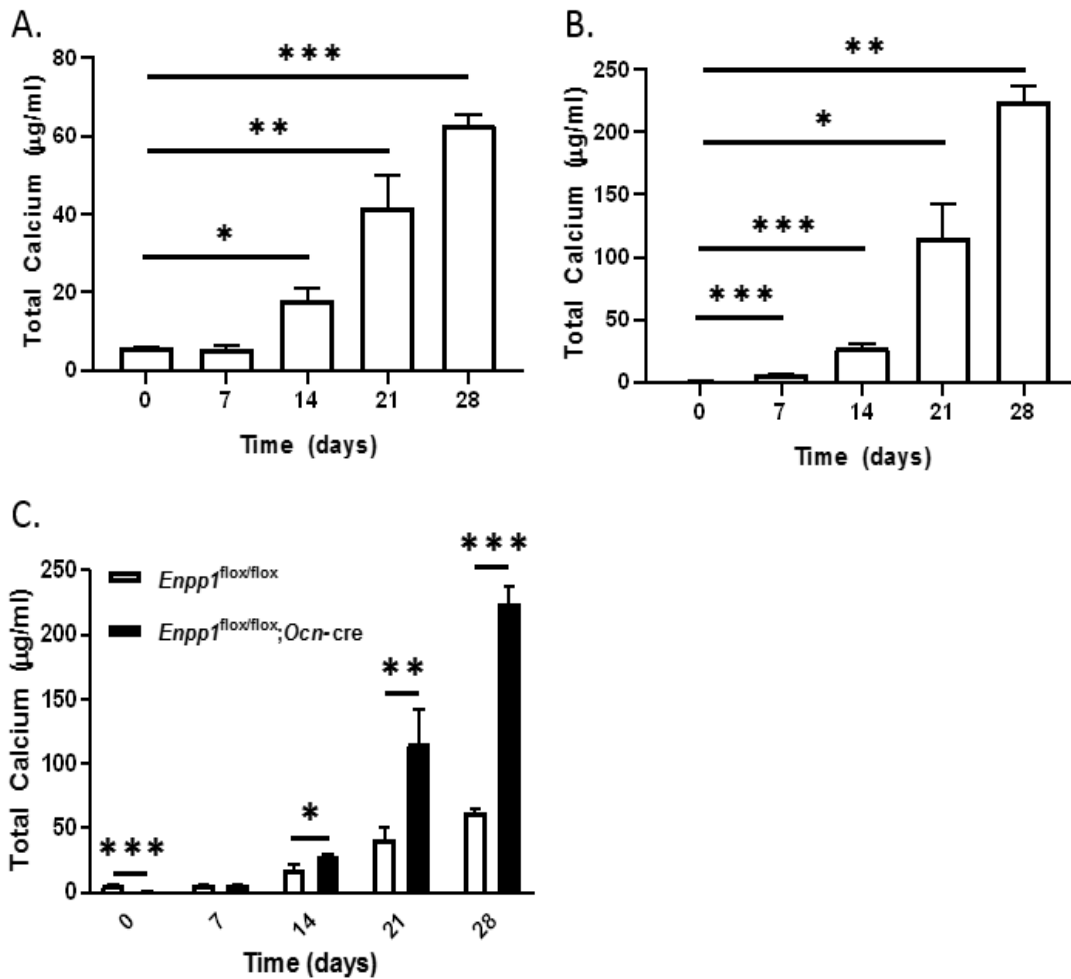 A.
Total Calcium (µg/ml)
80
60
40
20
0
***
**
*
0 7 14 21 28
Time (days)
B.
Total Calcium (µg/ml)
250
200
150
100
50
0
**
*
***
***
0 7 14 21 28
Time (days)
C.
Total Calcium (µg/ml)
250
200
150
100
50
0
Enpp1flox/flox
Enpp1flox/flox;Ocn-cre
***
**
*
***
0 7 14 21 28
Time (days)